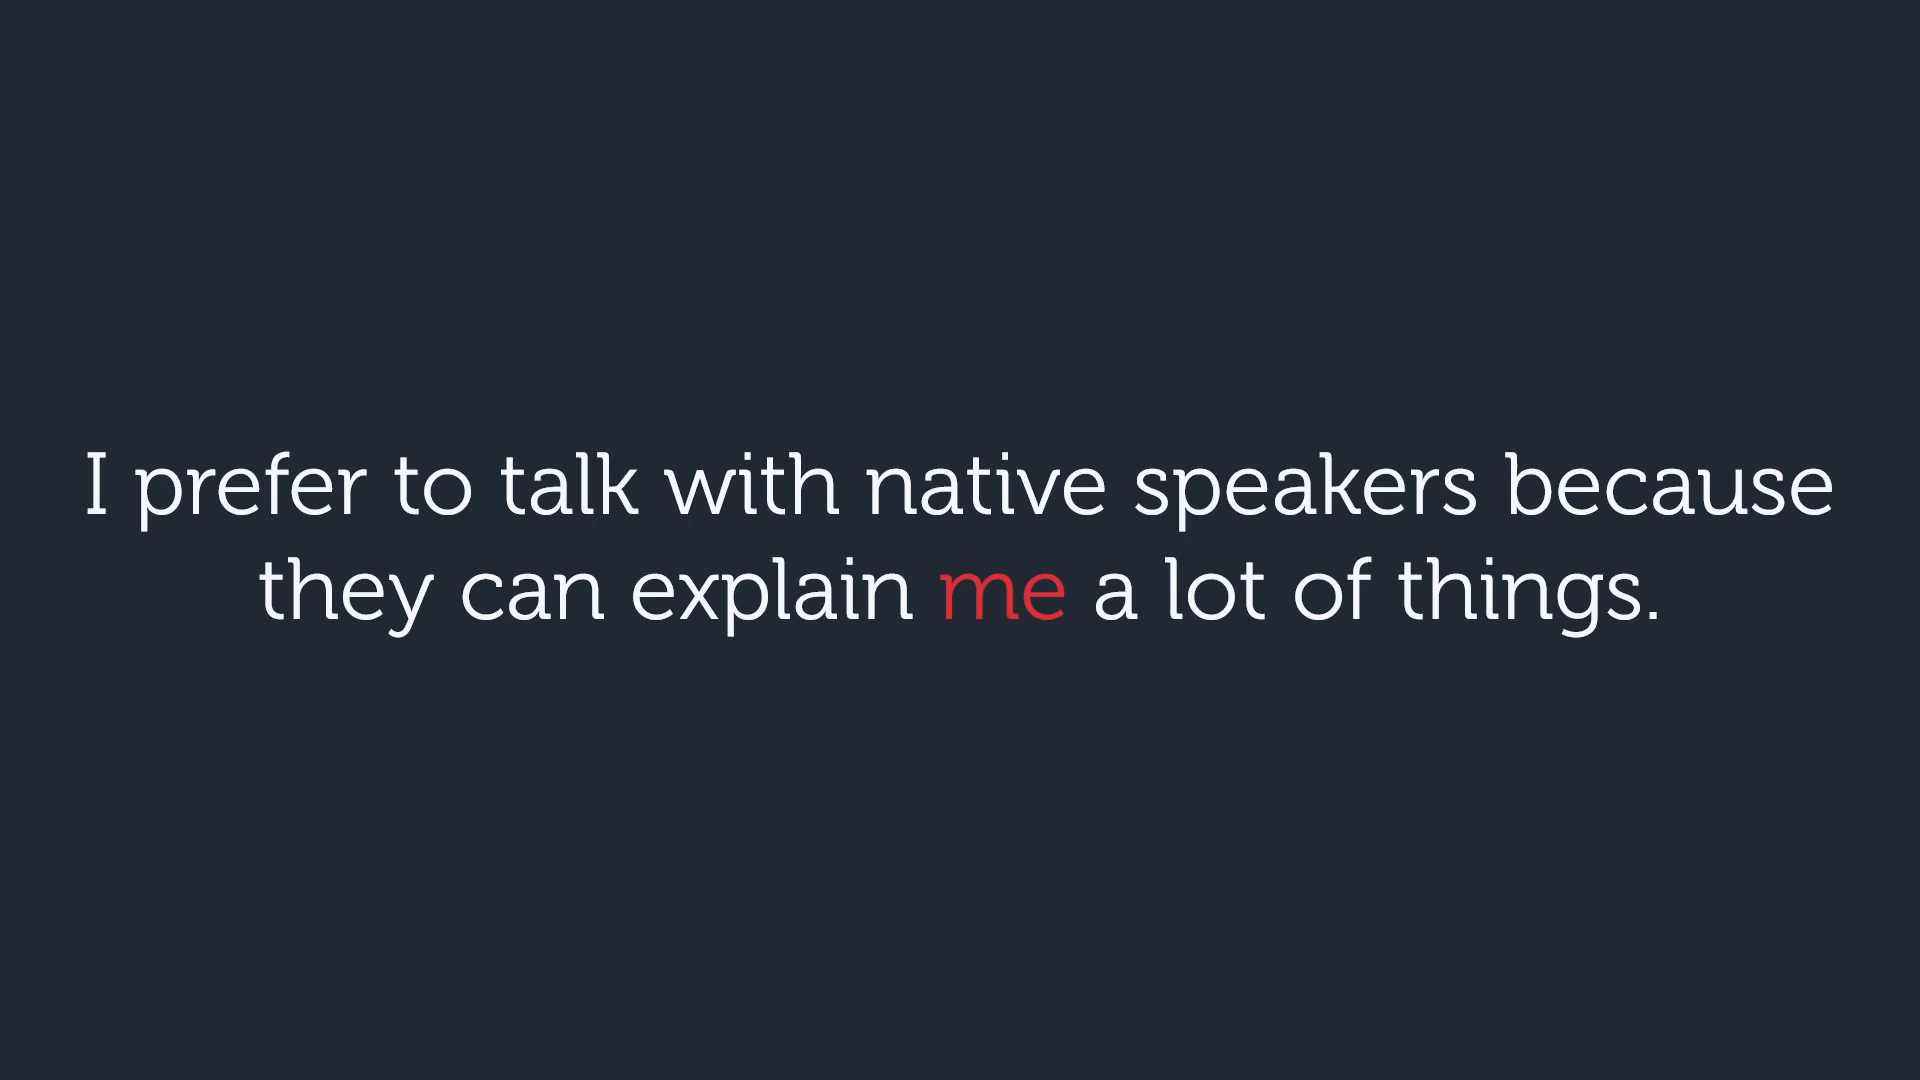 I prefer to talk with native speakers because
they can explain me a lot of things.